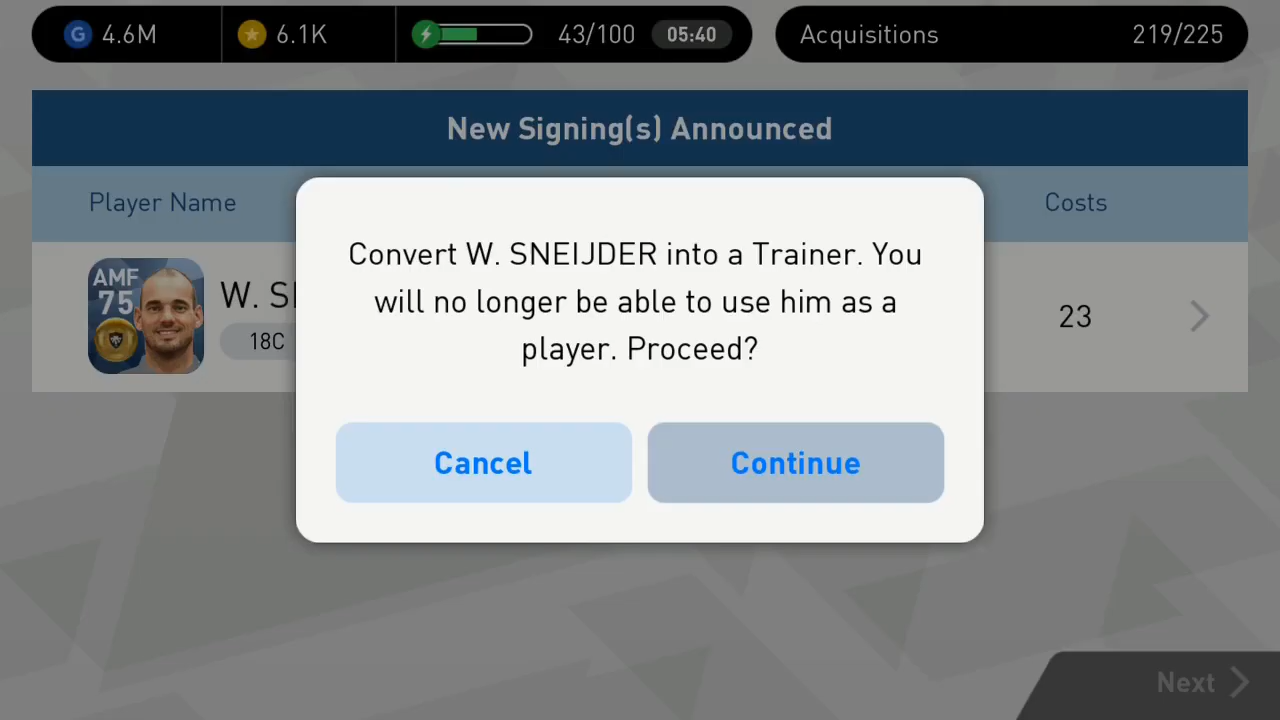 G 4.6M 6.1K 43/100 05:40 Acquisitions 219/225
New Signing(s) Announced
Player Name Costs
Convert W. SNEIJDER into a Trainer. You
will no longer be able to use him as a
player. Proceed?
AMF
75
W. S
18C
23
Cancel Continue
Next